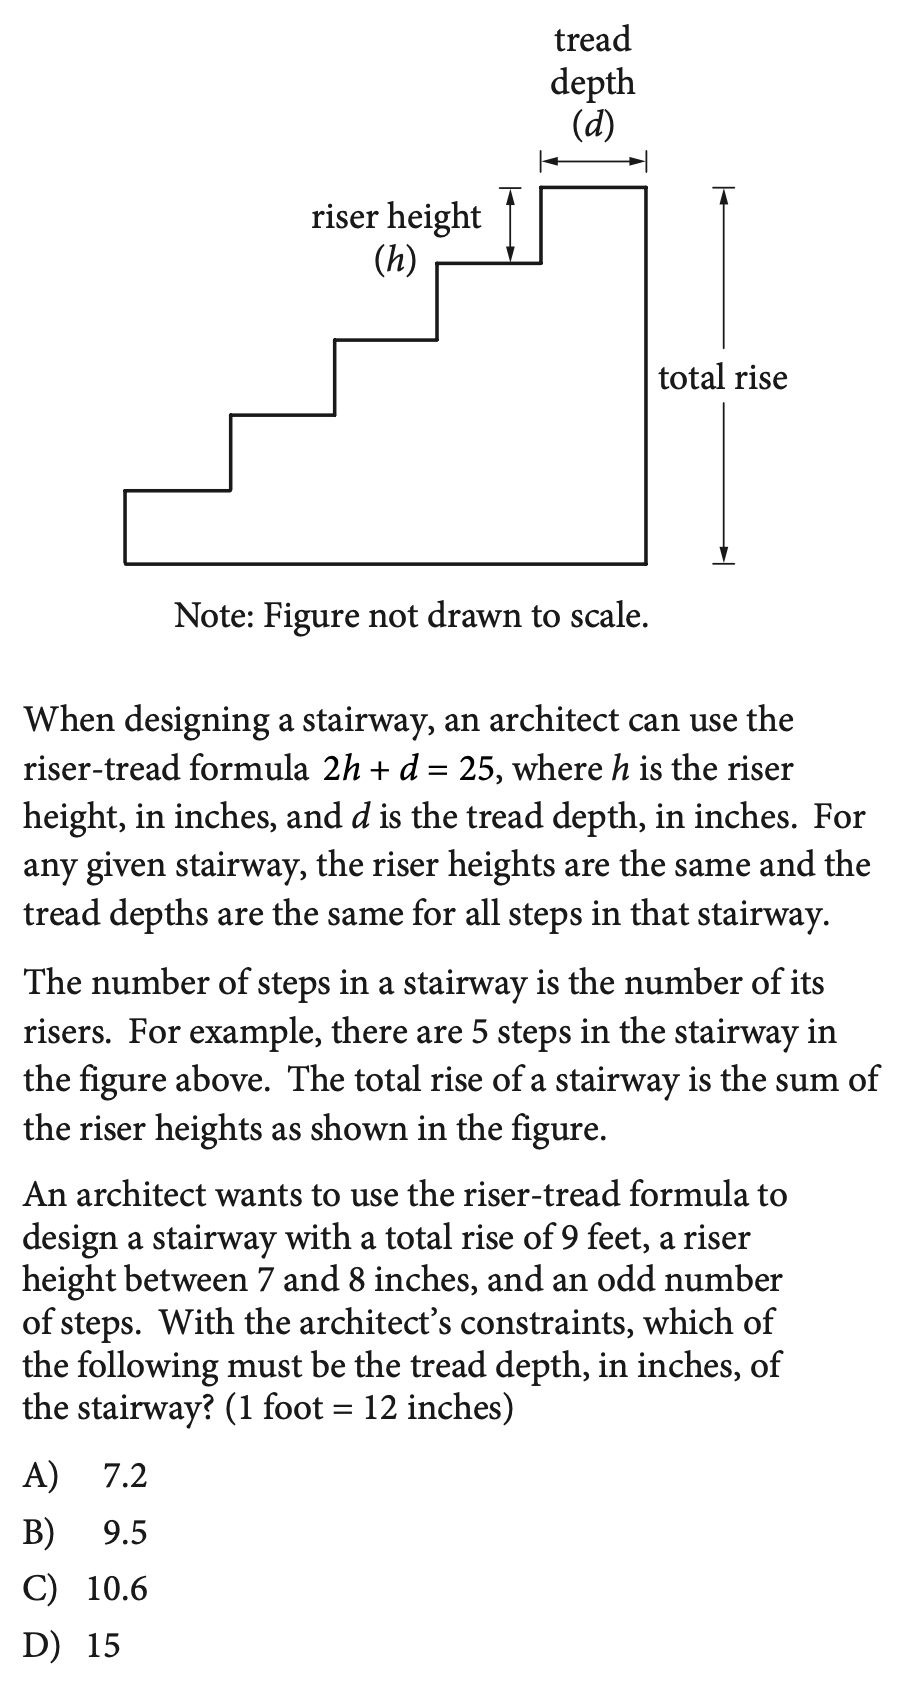 tread
depth
(d)
riser height
(h)
total rise
Note: Figure not drawn to scale.
When designing a stairway, an architect can use the
riser-tread formula 2h + d = 25, where h is the riser
height, in inches, and d is the tread depth, in inches. For
any given stairway, the riser heights are the same and the
tread depths are the same for all steps in that stairway.
The number of steps in a stairway is the number of its
risers. For example, there are 5 steps in the stairway in
the figure above. The total rise of a stairway is the sum of
the riser heights as shown in the figure.
An architect wants to use the riser-tread formula to
design a stairway with a total rise of 9 feet, a riser
height between 7 and 8 inches, and an odd number
of steps. With the architect’s constraints, which of
the following must be the tread depth, in inches, of
the stairway? (1 foot = 12 inches)
A) 7.2
B) 9.5
C) 10.6
D) 15